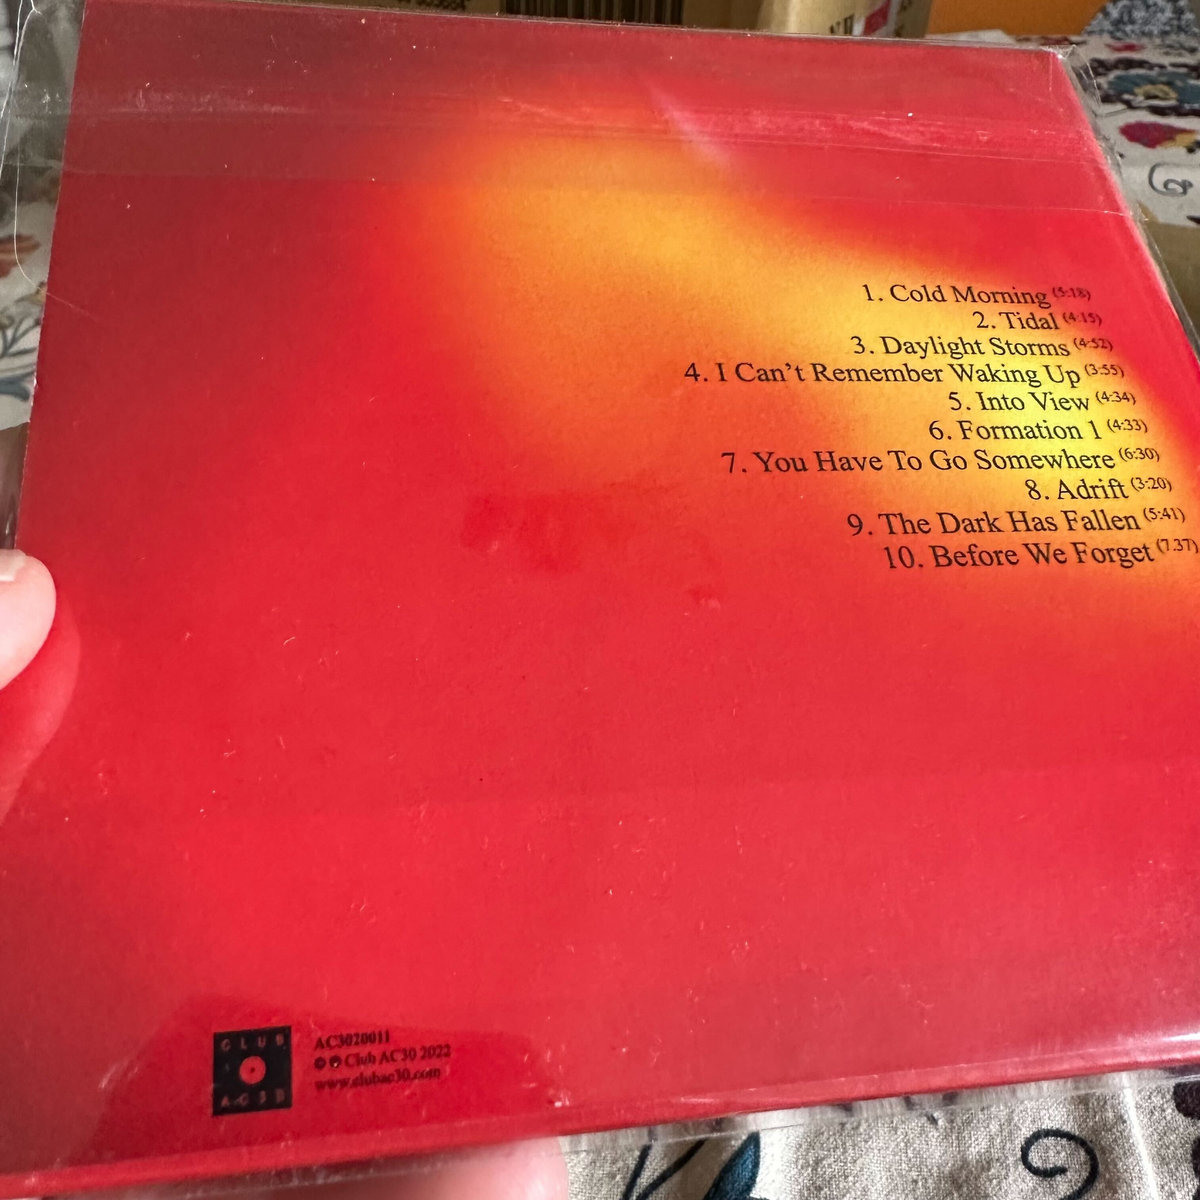 1. Cold Morning (5:18)
2. Tidal (4:15)
3. Daylight Storms (4:52)
4. I Can't Remember Waking Up (3:55)
5. Into View (4:34)
6. Formation 1 (4:33)
7. You Have To Go Somewhere (6:30)
8. Adrift (3:20)
9. The Dark Has Fallen (5:41)
10. Before We Forget (7.37)
CLUB
AC30
AC3020011
©℗ Club AC30 2022
www.clubac30.com